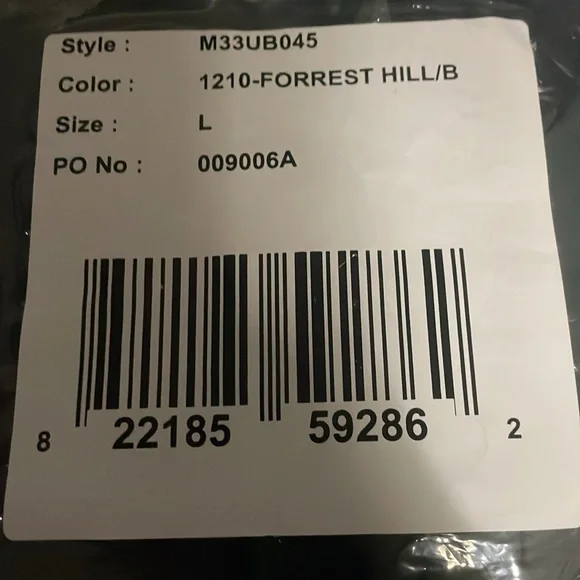 Style : M33UB045
Color : 1210-FORREST HILL/B
Size : L
PO No : 009006A
8 22185 59286 2